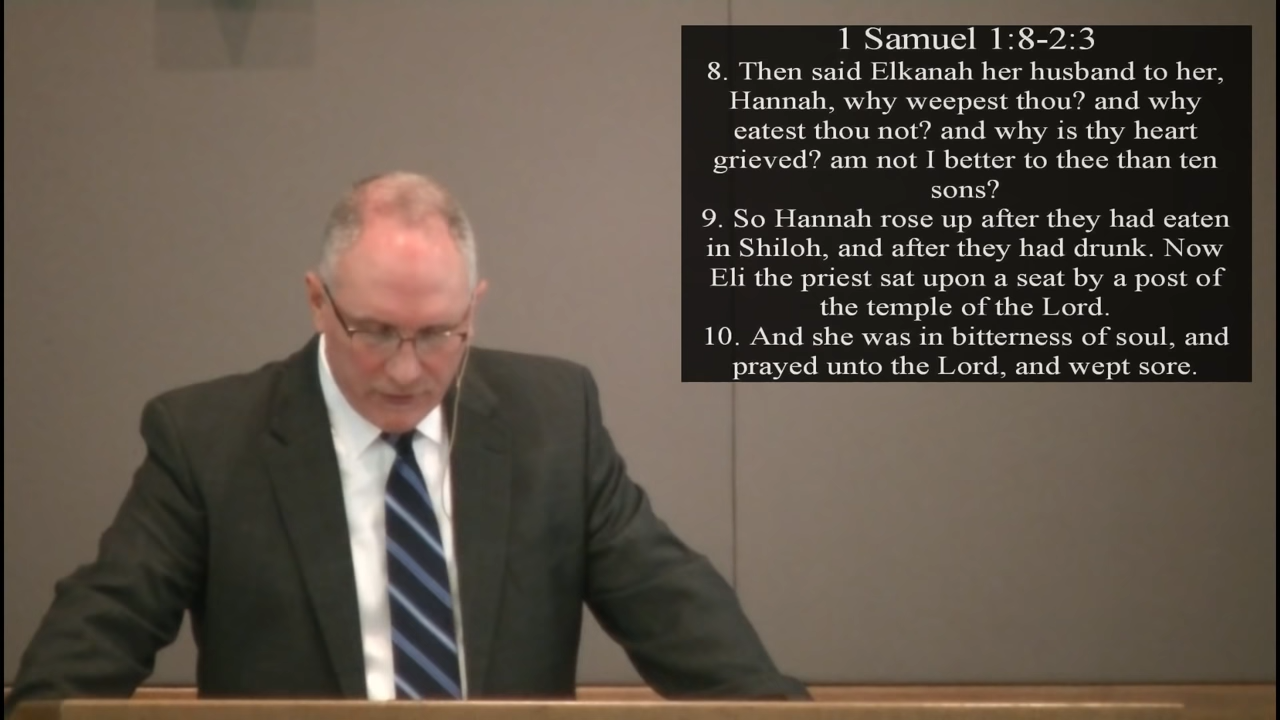 1 Samuel 1:8-2:3
8. Then said Elkanah her husband to her,
Hannah, why weepest thou? and why
eatest thou not? and why is thy heart
grieved? am not I better to thee than ten
sons?
9. So Hannah rose up after they had eaten
in Shiloh, and after they had drunk. Now
Eli the priest sat upon a seat by a post of
the temple of the Lord.
10. And she was in bitterness of soul, and
prayed unto the Lord, and wept sore.